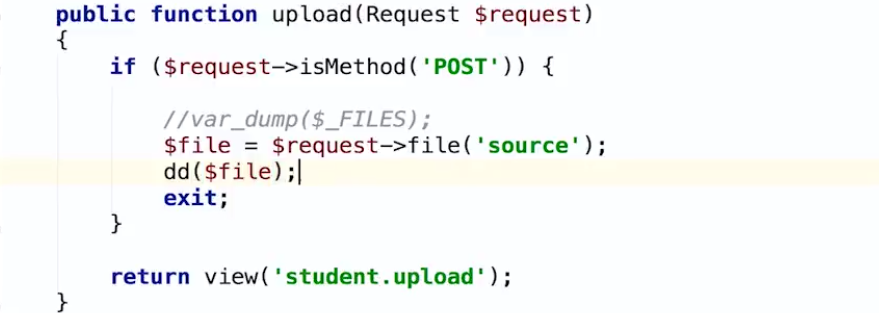 public function upload(Request $request)
{
if ($request->isMethod('POST')) {
//var_dump($_FILES);
$file = $request->file('source');
dd($file);
exit;
}
return view('student.upload');
}